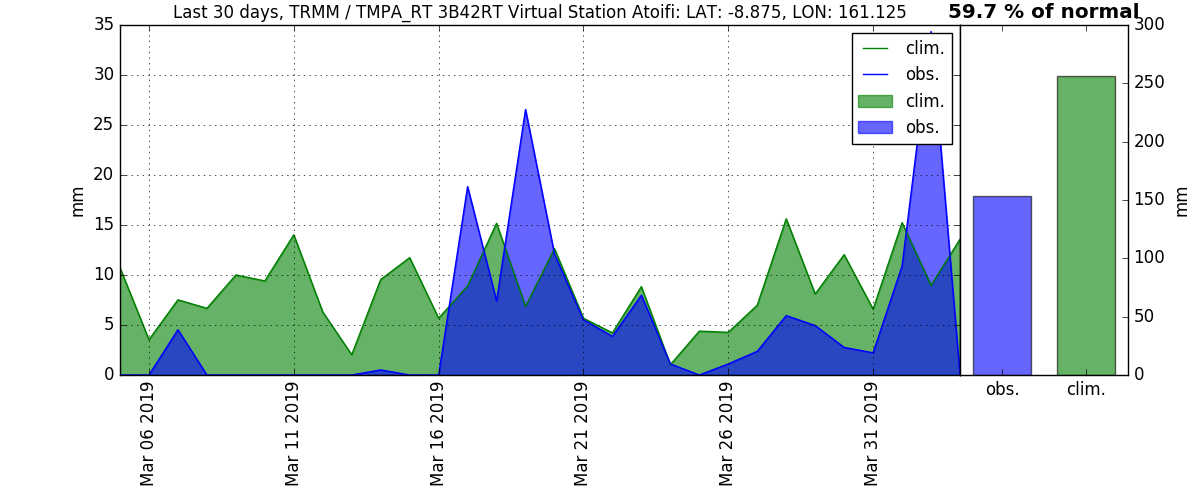 Last 30 days, TRMM / TMPA_RT 3B42RT Virtual Station Atoifi: LAT: -8.875, LON: 161.125
59.7 % of normal
35
30
25
20
15
10
5
0
mm
clim.
obs.
clim.
obs.
300
250
200
150
100
50
0
mm
Mar 06 2019
Mar 11 2019
Mar 16 2019
Mar 21 2019
Mar 26 2019
Mar 31 2019
obs.
clim.